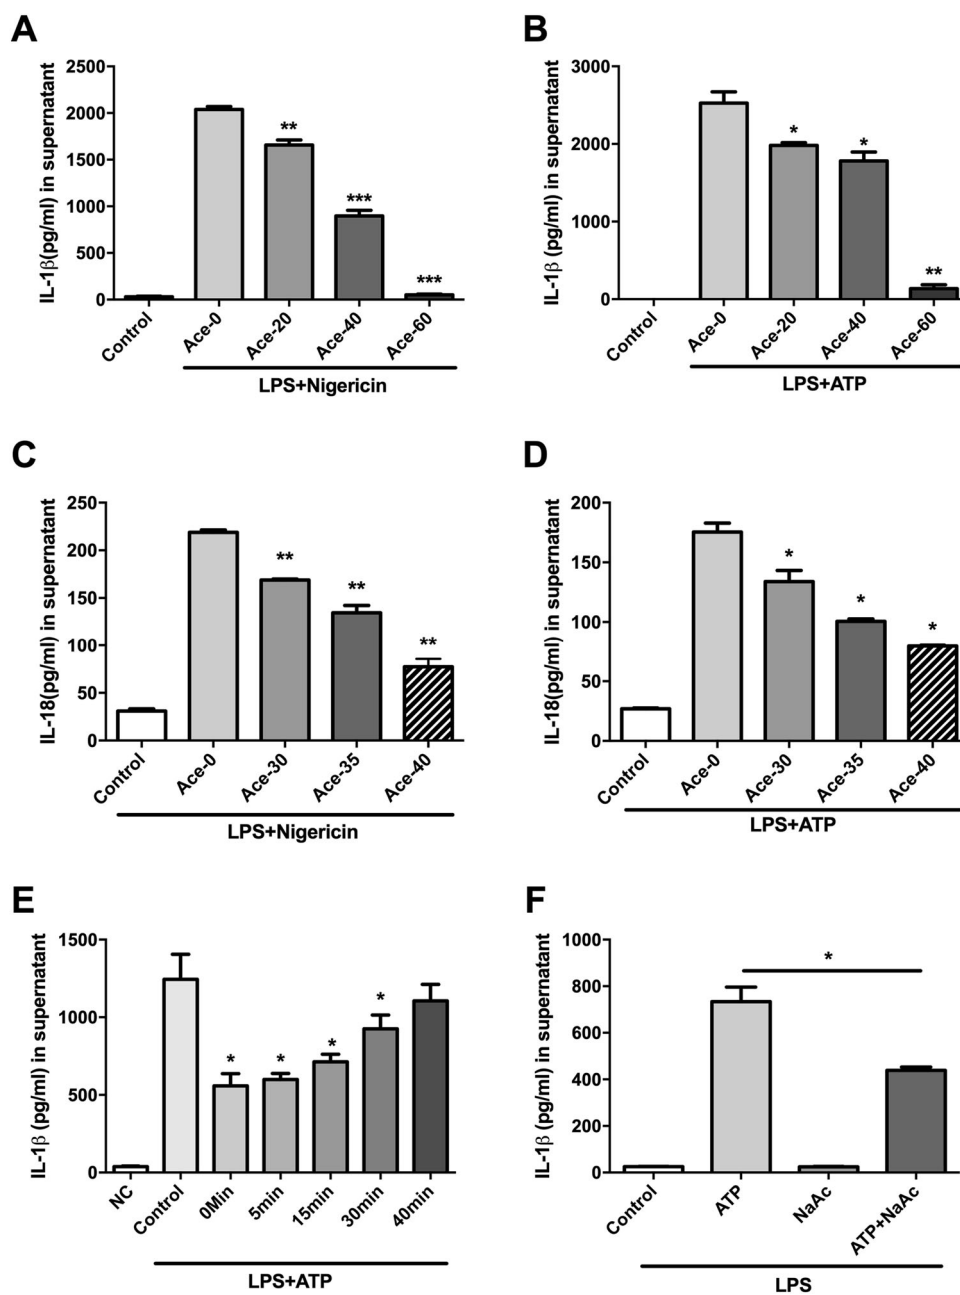 A
IL-1β(pg/ml) in supernatant
2500
2000
1500
1000
500
0
**
***
***
Control
Ace-0
Ace-20
Ace-40
Ace-60
LPS+Nigericin
B
IL-1β (pg/ml) in supernatant
3000
2000
1000
0
*
*
**
Control
Ace-0
Ace-20
Ace-40
Ace-60
LPS+ATP
C
IL-18(pg/ml) in supernatant
250
200
150
100
50
0
**
**
**
Control
Ace-0
Ace-30
Ace-35
Ace-40
LPS+Nigericin
D
IL-18(pg/ml) in supernatant
200
150
100
50
0
*
*
*
Control
Ace-0
Ace-30
Ace-35
Ace-40
LPS+ATP
E
IL-1β (pg/ml) in supernatant
1500
1000
500
0
*
*
*
*
NC
Control
0Min
5min
15min
30min
40min
LPS+ATP
F
IL-1β (pg/ml) in supernatant
1000
800
600
400
200
0
*
Control
ATP
NaAc
ATP+NaAc
LPS